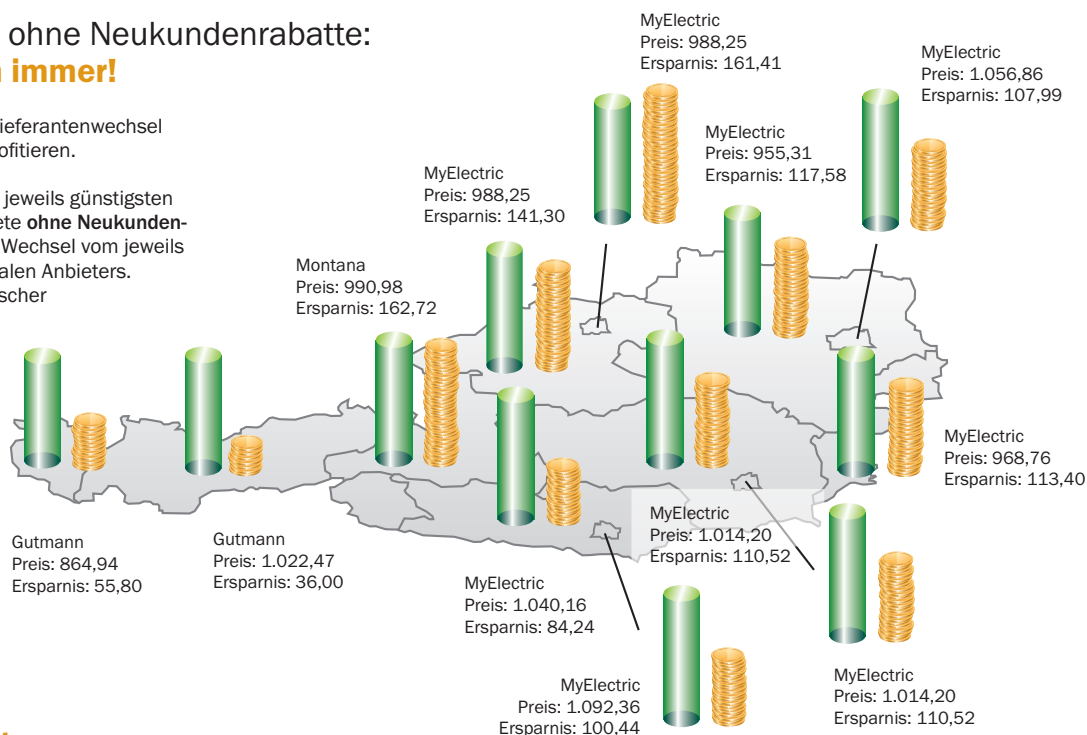 ohne Neukundenrabatte:
immer!
ieferantenwechsel
ofitieren.
jeweils günstigsten
ete ohne Neukunden-
Wechsel vom jeweils
alen Anbieters.
scher
MyElectric
Preis: 988,25
Ersparnis: 161,41
MyElectric
Preis: 1.056,86
Ersparnis: 107,99
MyElectric
Preis: 955,31
Ersparnis: 117,58
MyElectric
Preis: 988,25
Ersparnis: 141,30
Montana
Preis: 990,98
Ersparnis: 162,72
MyElectric
Preis: 968,76
Ersparnis: 113,40
MyElectric
Preis: 1.014,20
Ersparnis: 110,52
Gutmann
Preis: 864,94
Ersparnis: 55,80
Gutmann
Preis: 1.022,47
Ersparnis: 36,00
MyElectric
Preis: 1.040,16
Ersparnis: 84,24
MyElectric
Preis: 1.092,36
Ersparnis: 100,44
MyElectric
Preis: 1.014,20
Ersparnis: 110,52